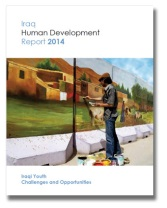 Iraq
Human Development
Report 2014
Iraqi Youth
Challenges and Opportunities